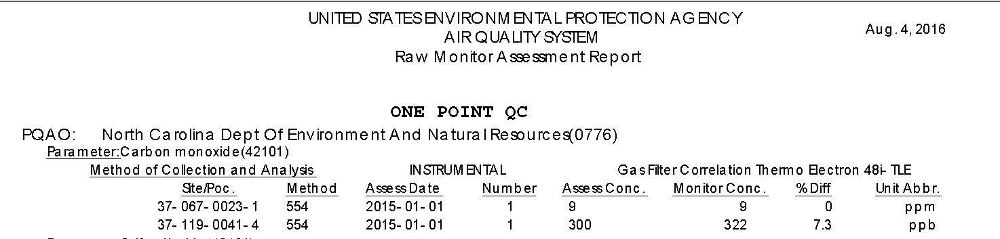 UNITED STATES ENVIRONMENTAL PROTECTION AGENCY
AIR QUALITY SYSTEM
Aug. 4, 2016
Raw Monitor Assessment Report
ONE POINT QC
PQAO: North Carolina Dept Of Environment And Natural Resources(0776)
Parameter:Carbon monoxide(42101)
Method of Collection and Analysis INSTRUMENTAL Gas Filter Correlation Thermo Electron 48i-TLE
Site/Poc. Method Assess Date Number Assess Conc. Monitor Conc. %Diff Unit Abbr.
37-067-0023-1 554 2015-01-01 1 9 9 0 ppm
37-119-0041-4 554 2015-01-01 1 300 322 7.3 ppb